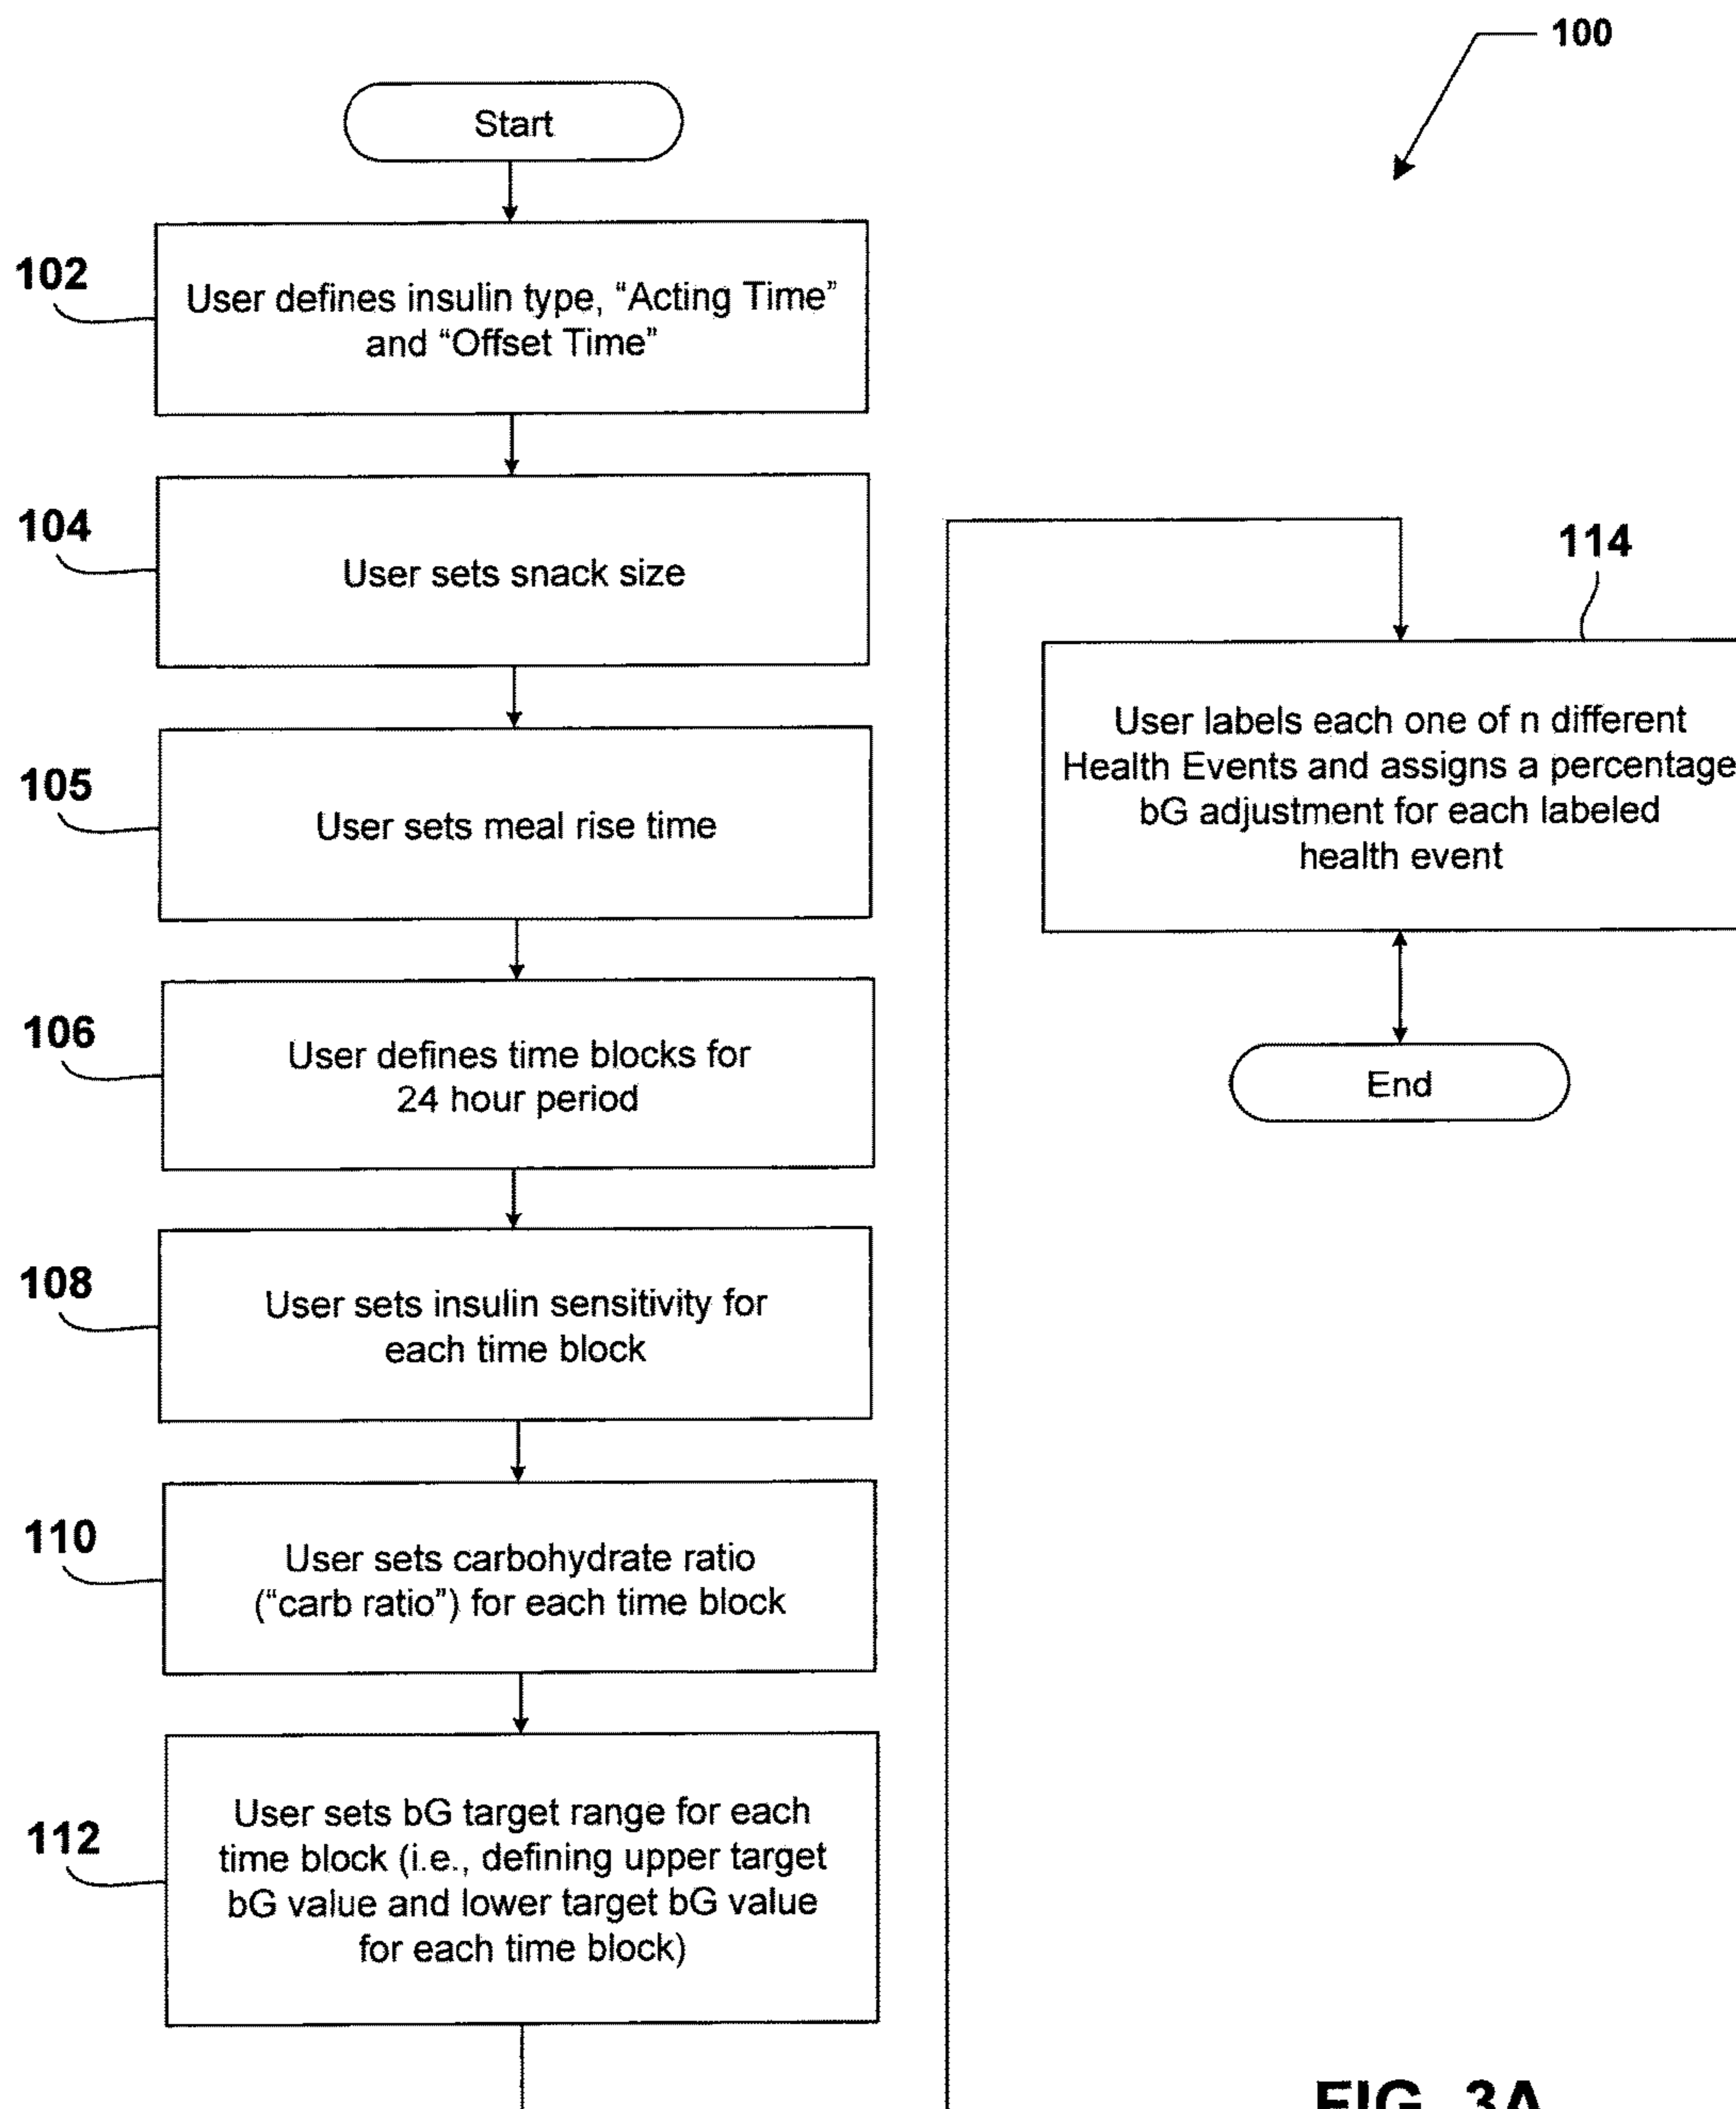 100
Start
102
User defines insulin type, “Acting Time”
and “Offset Time”
104
User sets snack size
105
User sets meal rise time
106
User defines time blocks for
24 hour period
108
User sets insulin sensitivity for
each time block
110
User sets carbohydrate ratio
(“carb ratio”) for each time block
112
User sets bG target range for each
time block (i.e., defining upper target
bG value and lower target bG value
for each time block)
114
User labels each one of n different
Health Events and assigns a percentage
bG adjustment for each labeled
health event
End
FIG. 3A